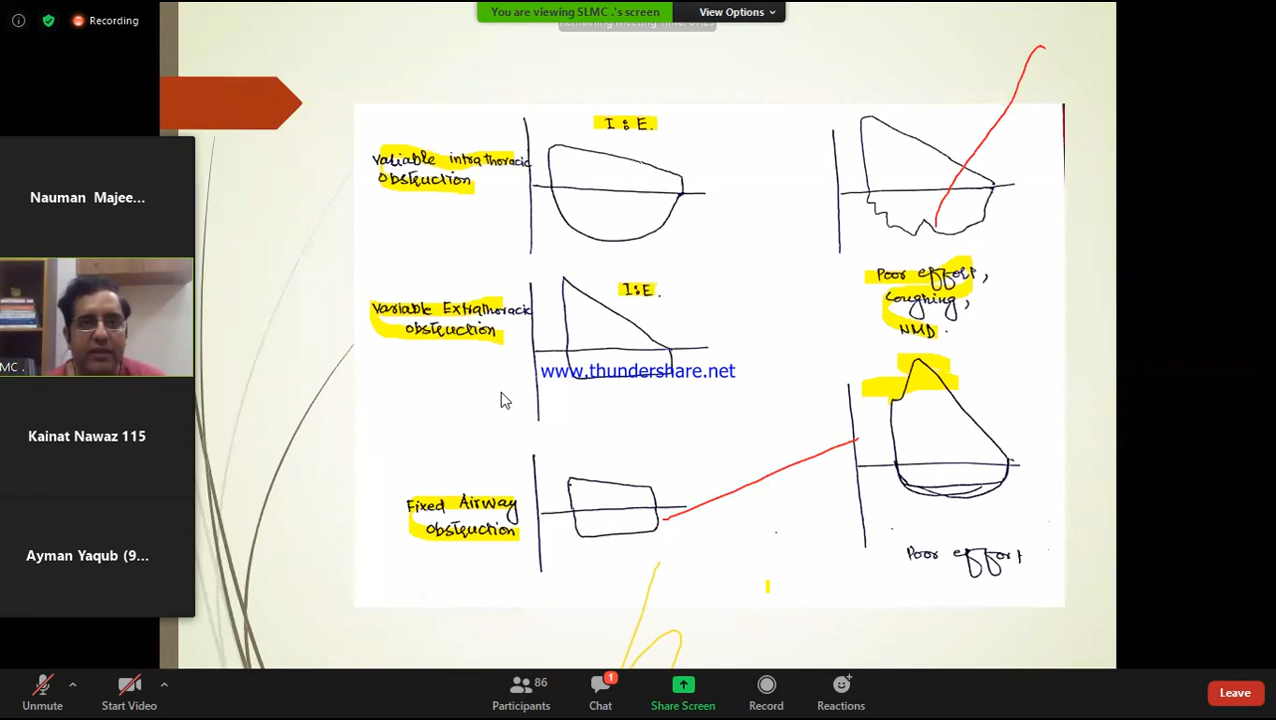 Recording
You are viewing SLMC .'s screen
View Options
Nauman Majee...
MC .
Kainat Nawaz 115
Ayman Yaqub (9...
I : E.
Variable intrathoracic
obstruction
I:E.
Variable Extrathoracic
obstruction
www.thundershare.net
Fixed Airway
obstruction
Poor effort,
Coughing,
NMD.
Poor effort
Unmute
Start Video
86
Participants
1
Chat
Share Screen
Record
Reactions
Leave